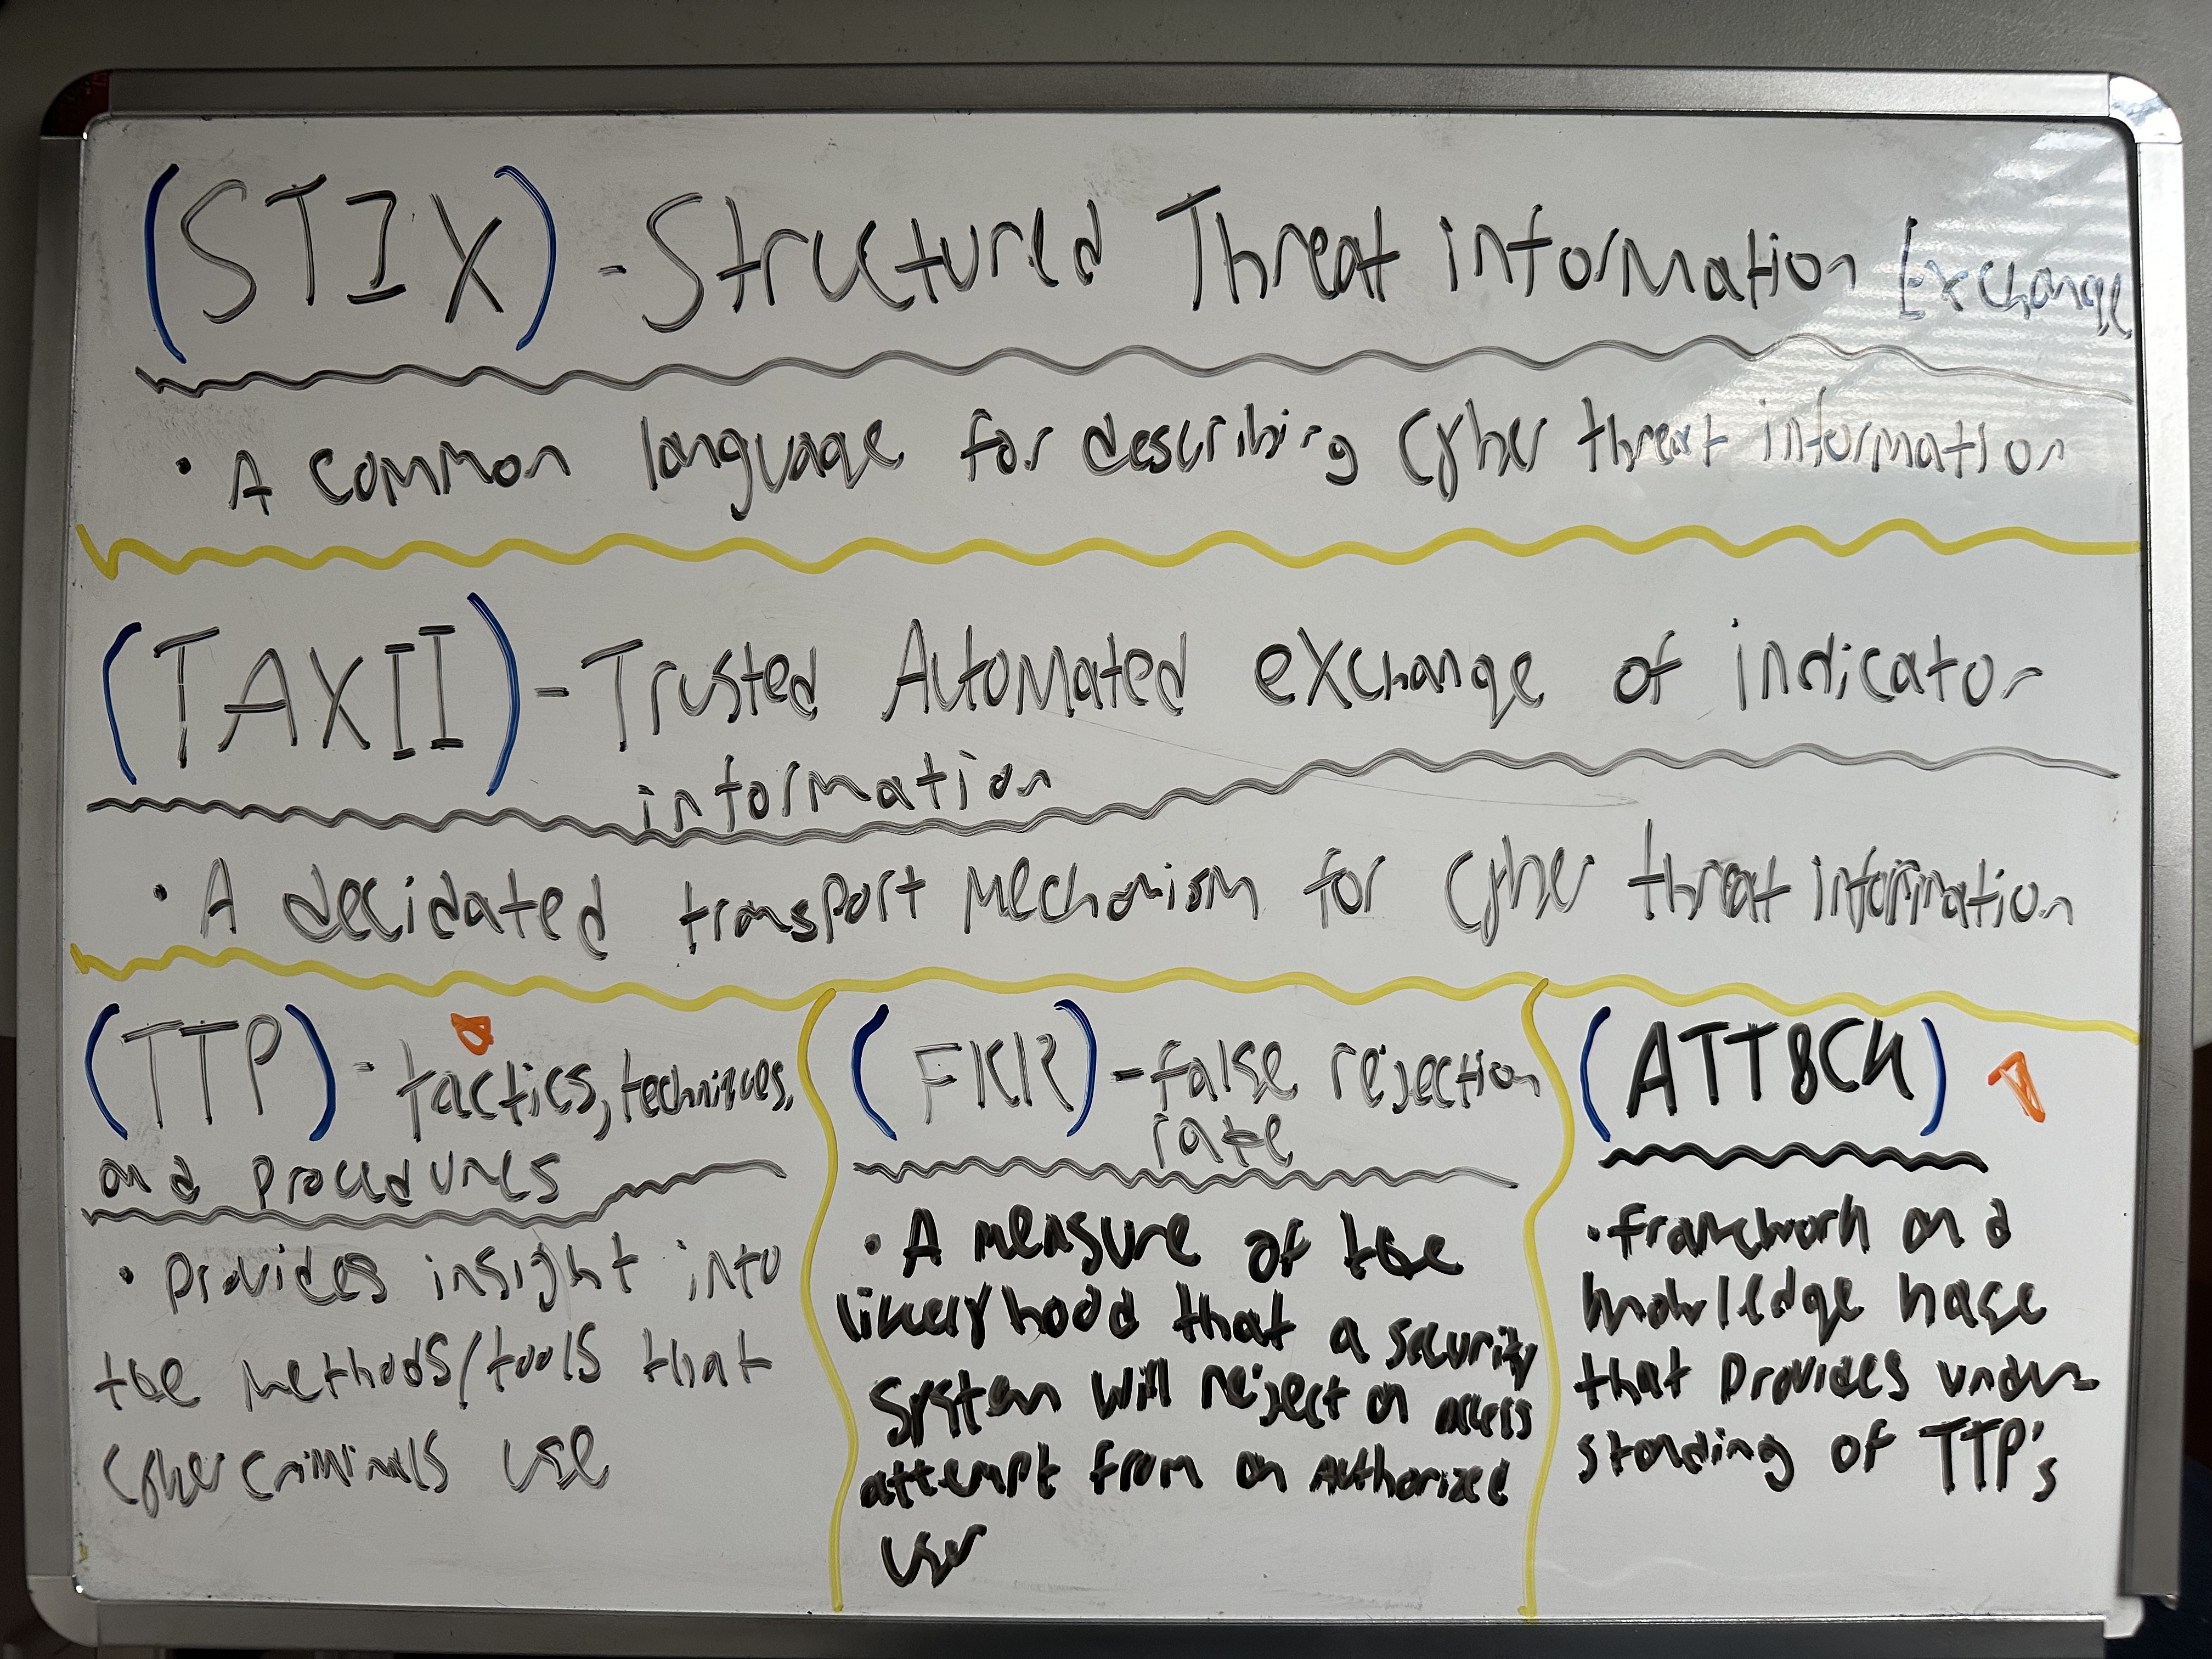 (STIX) - Structured Threat information Exchange
• A common language for describing cyber threat information
(TAXII) - Trusted Automated exchange of indicator
information
• A decidated transport mechanism for cyber threat information
(TTP) - tactics, techniques,
and procedures
• provides insight into
the methods/tools that
cyber criminals use
(FRR) - false rejection
rate
• A measure of the
likelyhood that a security
system will reject an access
attempt from an authorized
user
(ATT&CK)
• framework and
knowledge base
that provides under-
standing of TTP's